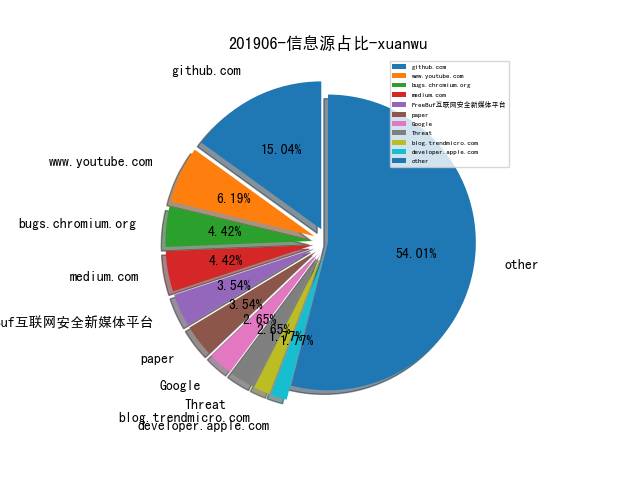 201906-信息源占比-xuanwu
github.com
www.youtube.com
bugs.chromium.org
medium.com
FreeBuf互联网安全新媒体平台
paper
Google
Threat
blog.trendmicro.com
developer.apple.com
other
github.com
15.04%
www.youtube.com
6.19%
bugs.chromium.org
4.42%
medium.com
4.42%
uf互联网安全新媒体平台
3.54%
paper
3.54%
Google
2.65%
Threat
2.65%
blog.trendmicro.com
1.77%
developer.apple.com
1.77%
other
54.01%